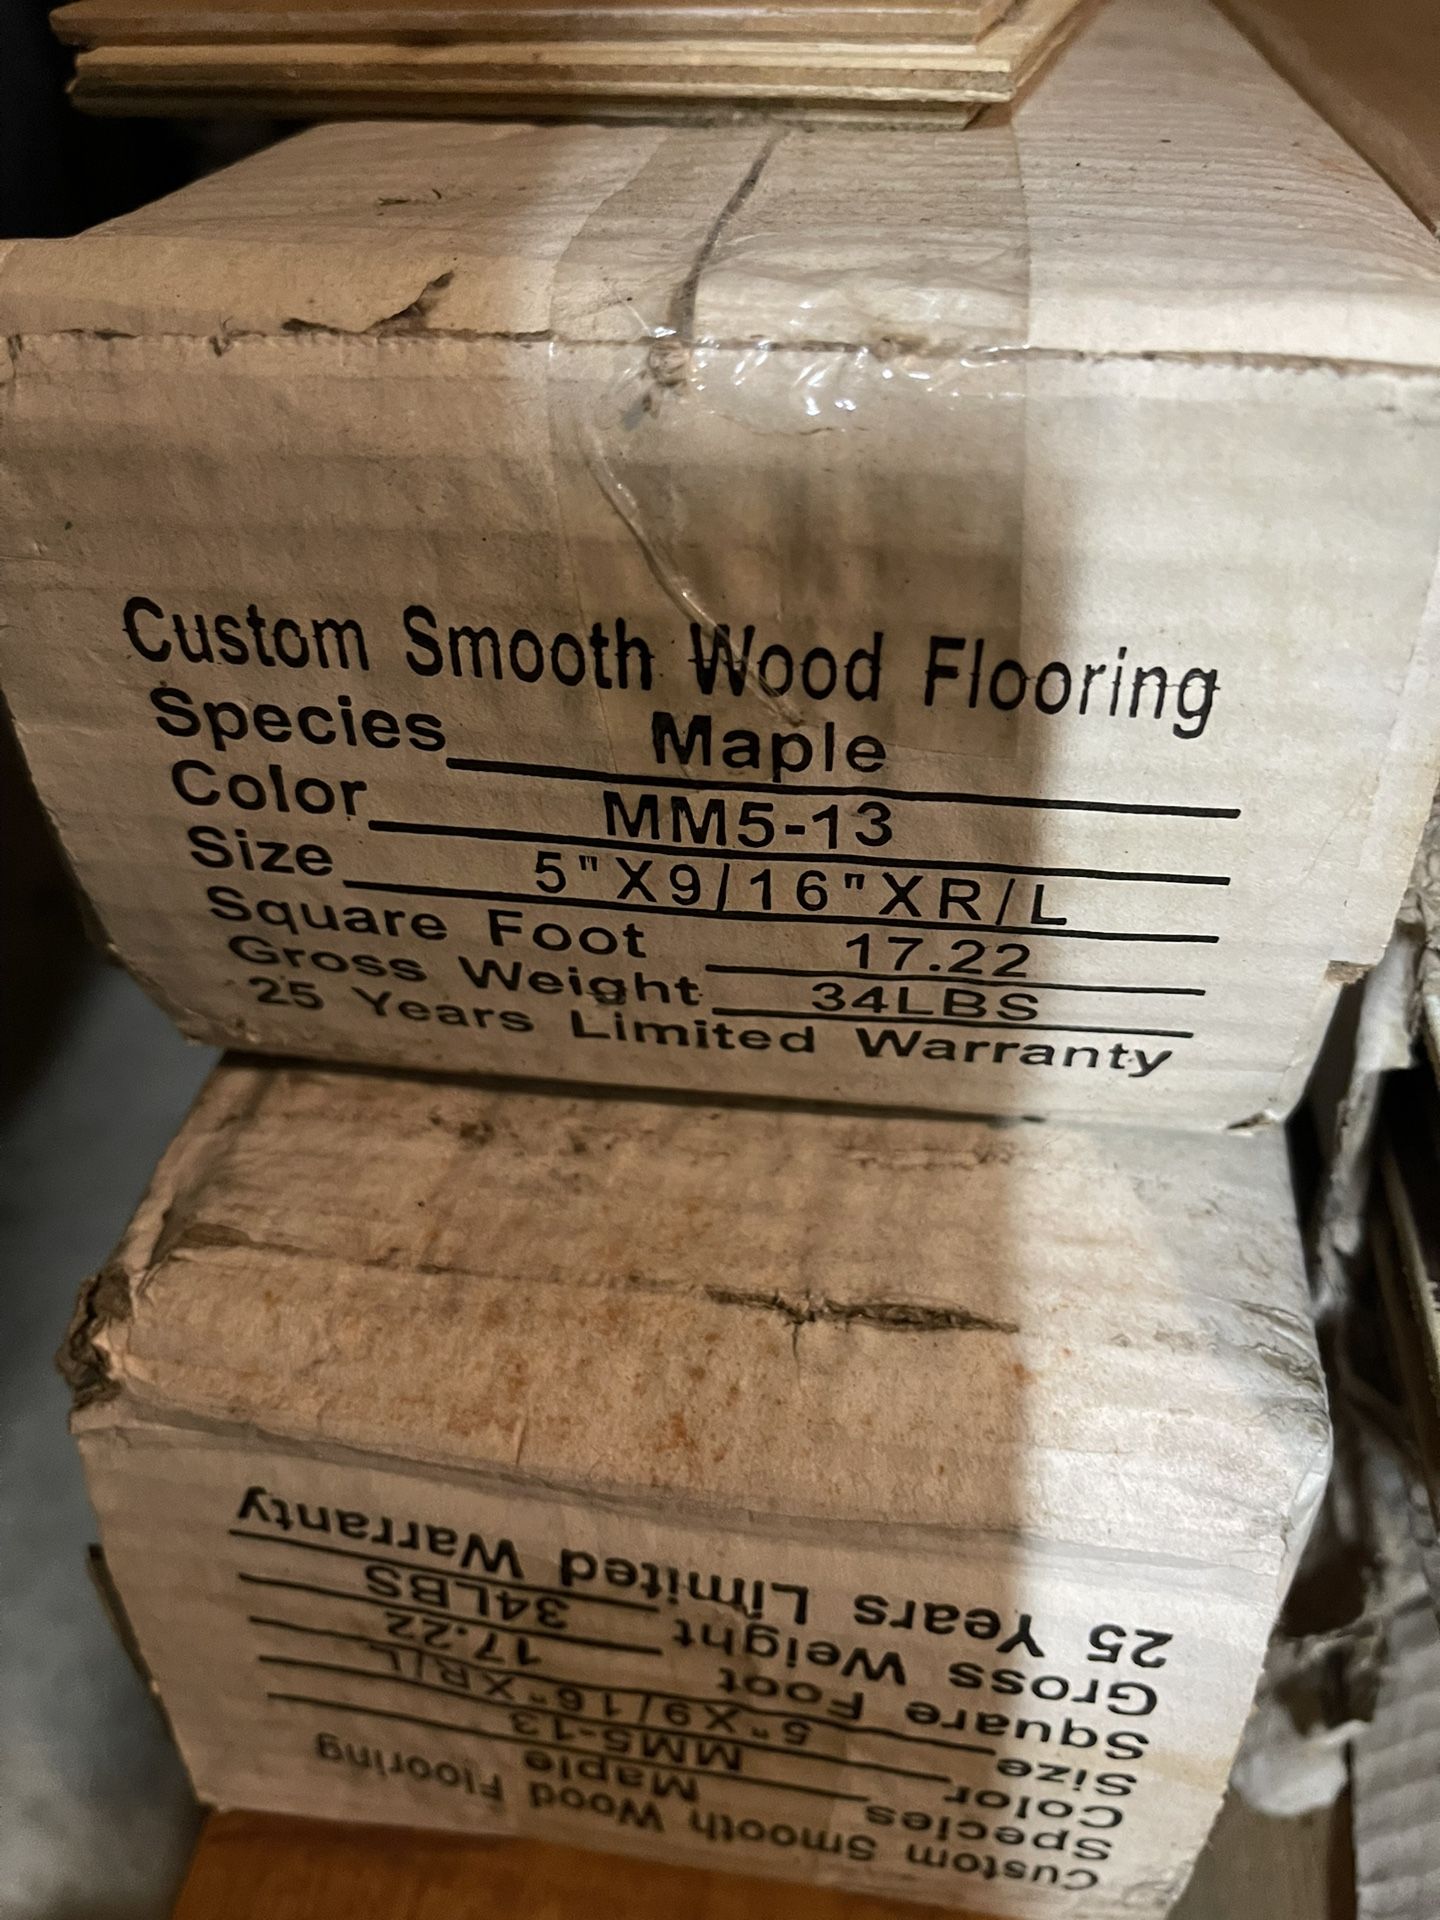 Custom Smooth Wood Flooring
Species Maple
Color MM5-13
Size 5"X9/16"XR/L
Square Foot 17.22
Gross Weight 34LBS
25 Years Limited Warranty
Custom Smooth Wood Flooring
Species Maple
Color MM5-13
Size 5"X9/16"XR/L
Square Foot 17.22
Gross Weight 34LBS
25 Years Limited Warranty